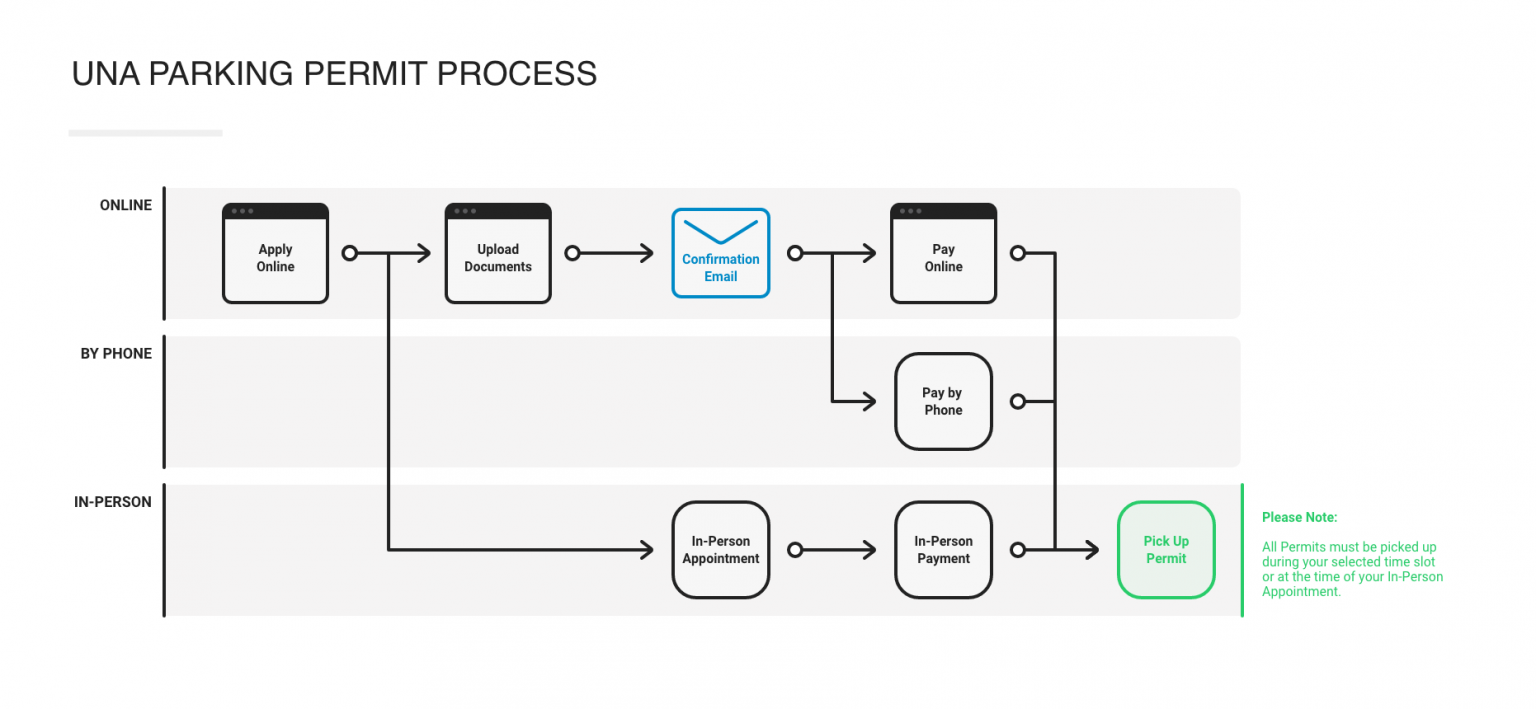 UNA PARKING PERMIT PROCESS
ONLINE
Apply
Online
Upload
Documents
Confirmation
Email
Pay
Online
BY PHONE
Pay by
Phone
IN-PERSON
In-Person
Appointment
In-Person
Payment
Pick Up
Permit
Please Note:
All Permits must be picked up
during your selected time slot
or at the time of your In-Person
Appointment.